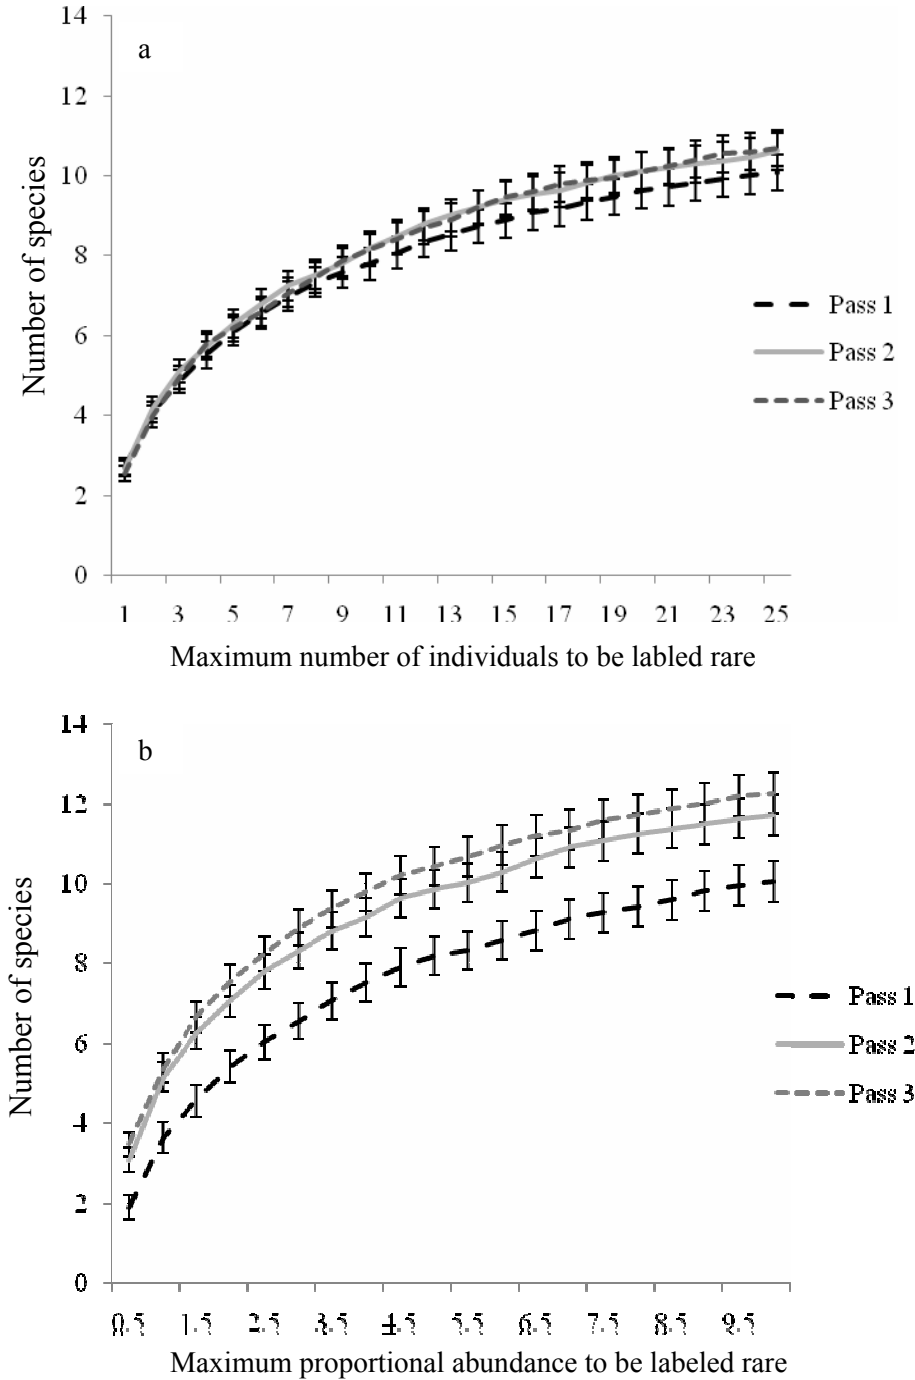 14
a
12
10
8
6
4
2
0
Number of species
Pass 1
Pass 2
Pass 3
1 3 5 7 9 11 13 15 17 19 21 23 25
Maximum number of individuals to be labled rare
14
b
12
10
8
6
4
2
0
Number of species
Pass 1
Pass 2
Pass 3
0.5 1.5 2.5 3.5 4.5 5.5 6.5 7.5 8.5 9.5
Maximum proportional abundance to be labeled rare